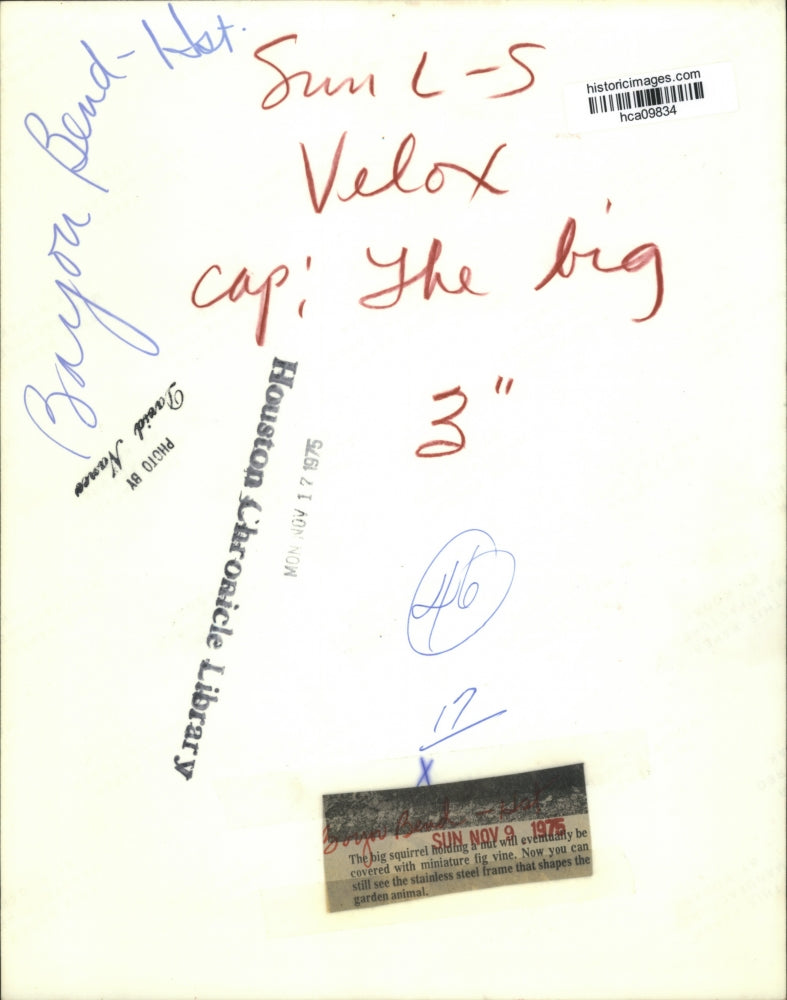 Bayou Bend - Hst.
Sun L-S
historicimages.com
hca09834
Velox
cap: The big
3"
PHOTO BY
David Nance
Houston Chronicle Library
MON NOV 17 1975
46
17
X
Bayou Bend - Hst
SUN NOV 9 1975
The big squirrel holding a nut will eventually be
covered with miniature fig vine. Now you can
still see the stainless steel frame that shapes the
garden animal.